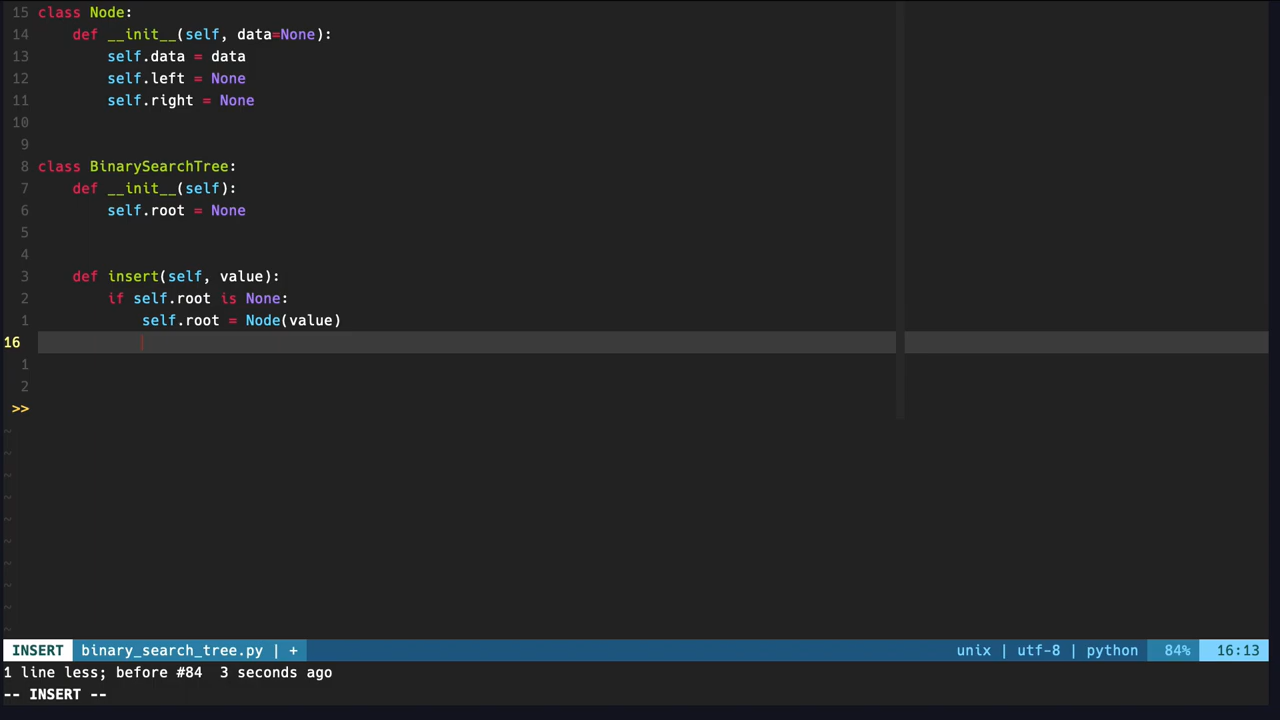 15 class Node:
14     def __init__(self, data=None):
13         self.data = data
12         self.left = None
11         self.right = None
10
9
8 class BinarySearchTree:
7     def __init__(self):
6         self.root = None
5
4
3     def insert(self, value):
2         if self.root is None:
1             self.root = Node(value)
16
1
2
>>
~
~
~
~
~
~
~
~
~
~
INSERT binary_search_tree.py | + unix | utf-8 | python 84% 16:13
1 line less; before #84  3 seconds ago
-- INSERT --